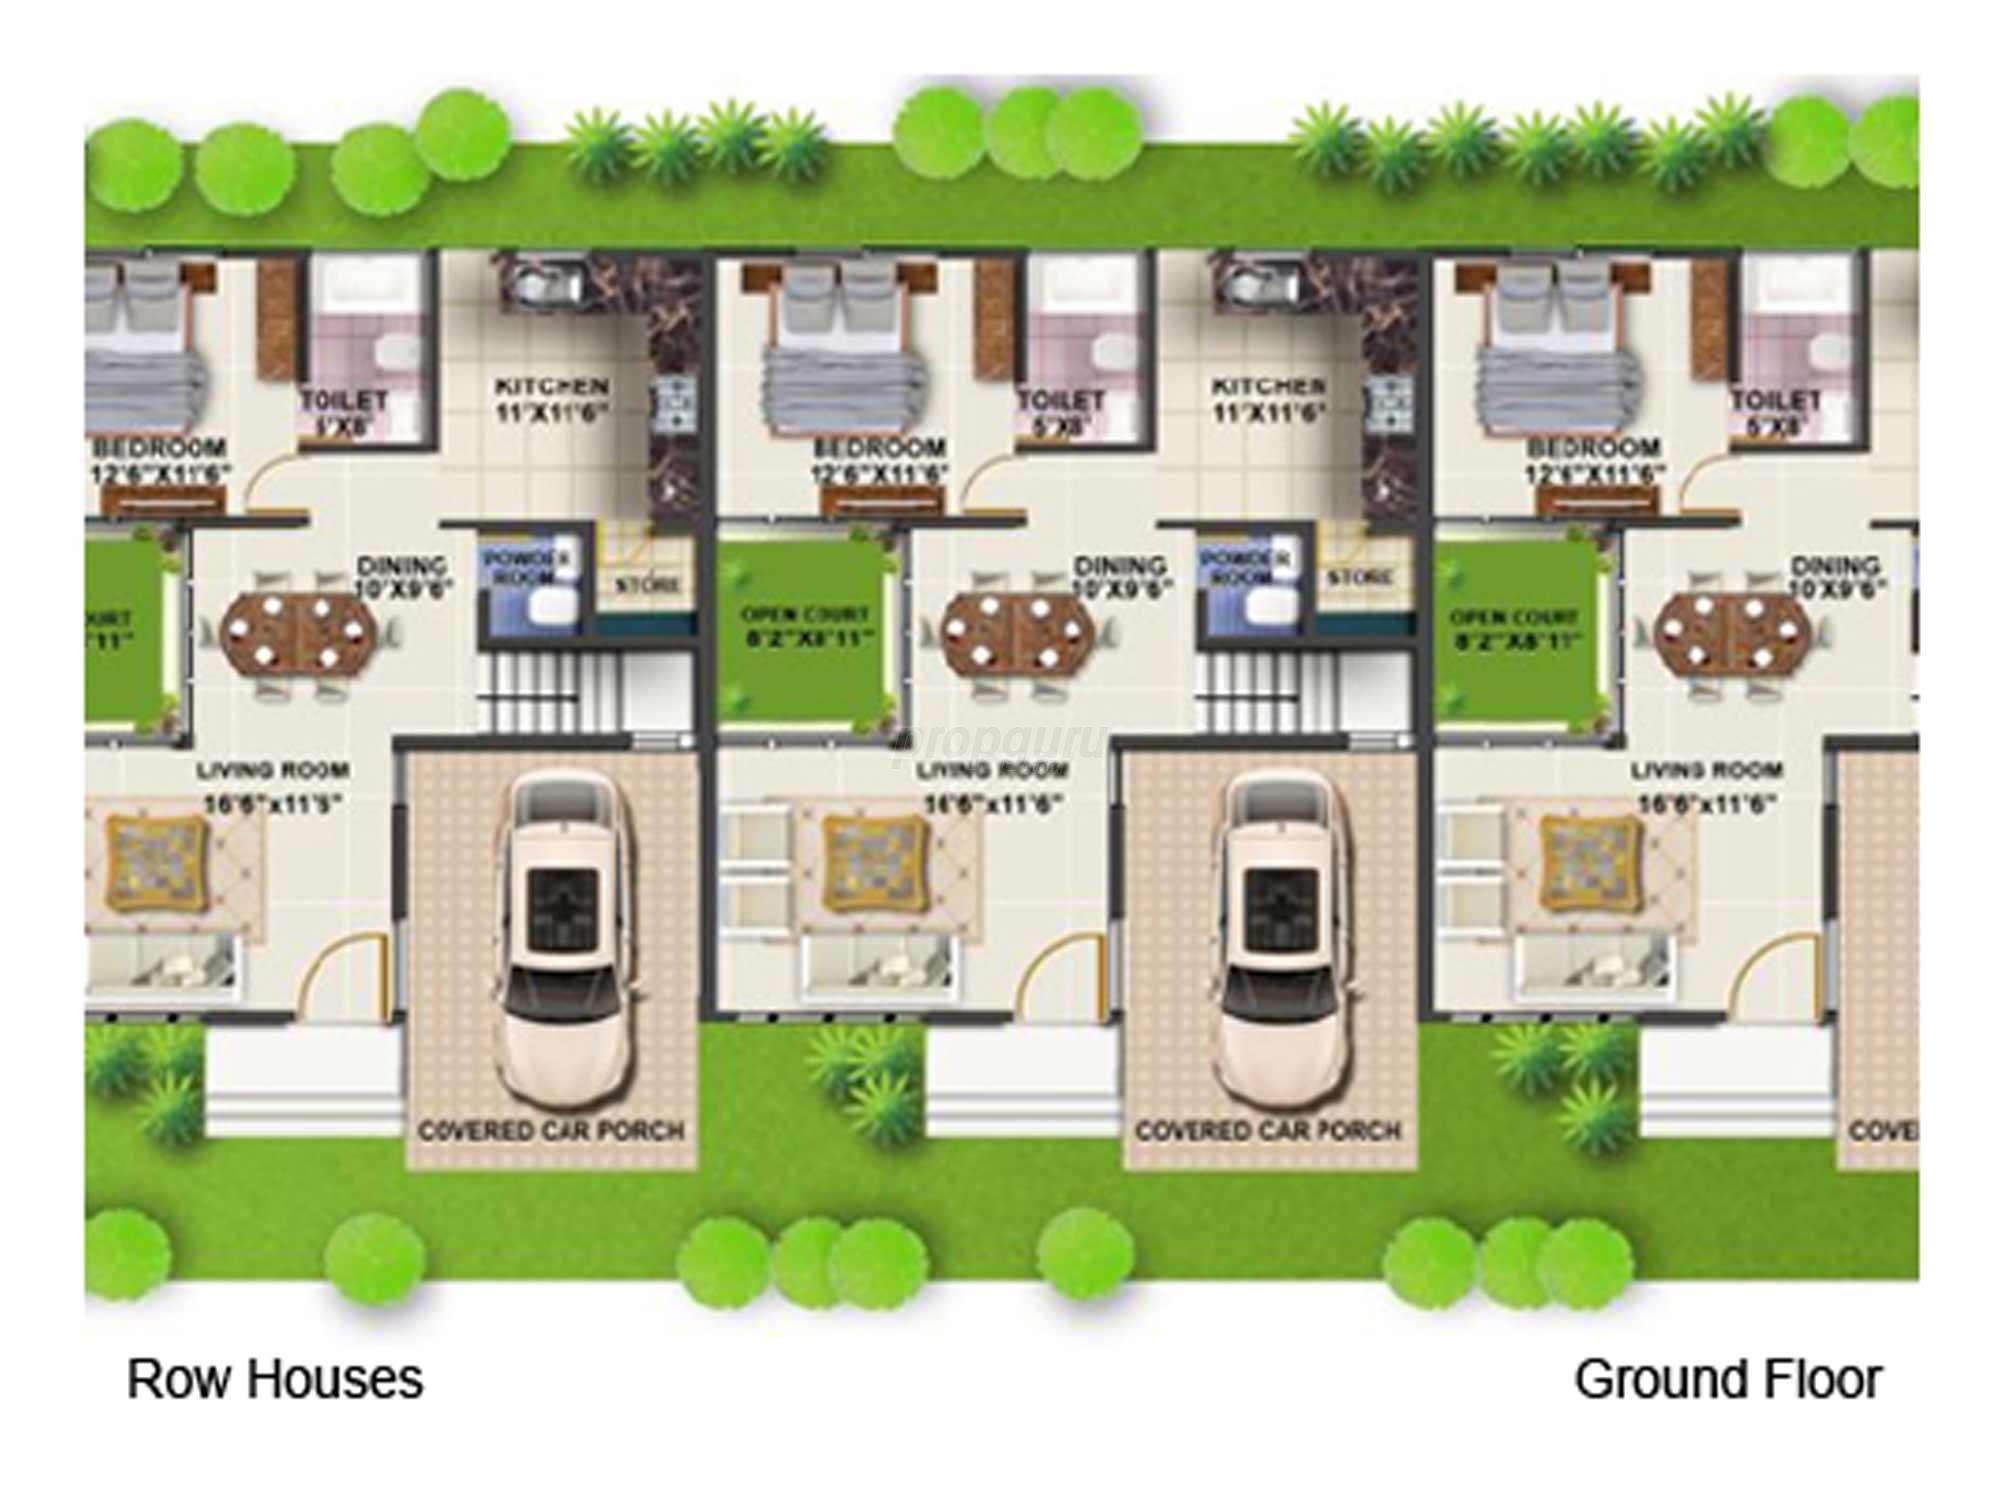 TOILET
5'X8'
KITCHEN
11'X11'6"
BEDROOM
12'6"X11'6"
DINING
10'X9'6"
POWDER
ROOM
STORE
COURT
'11"
LIVING ROOM
16'6"x11'6"
COVERED CAR PORCH
TOILET
5'X8'
KITCHEN
11'X11'6"
BEDROOM
12'6"X11'6"
OPEN COURT
8'2"X8'11"
DINING
10'X9'6"
POWDER
ROOM
STORE
propguru
LIVING ROOM
16'6"x11'6"
COVERED CAR PORCH
TOILET
5'X8'
BEDROOM
12'6"X11'6"
OPEN COURT
8'2"X8'11"
DINING
10'X9'6"
LIVING ROOM
16'6"x11'6"
COVE
Row Houses
Ground Floor